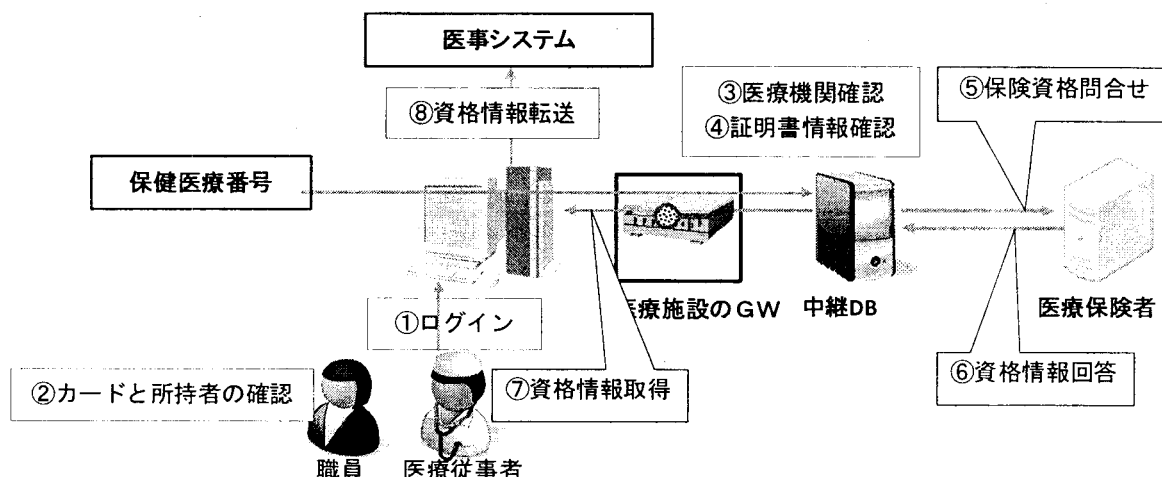 医事システム
⑧資格情報転送
③医療機関確認
④証明書情報確認
⑤保険資格問合せ
保健医療番号
医療施設のGW
中継DB
医療保険者
①ログイン
②カードと所持者の確認
⑦資格情報取得
⑥資格情報回答
職員
医療従事者